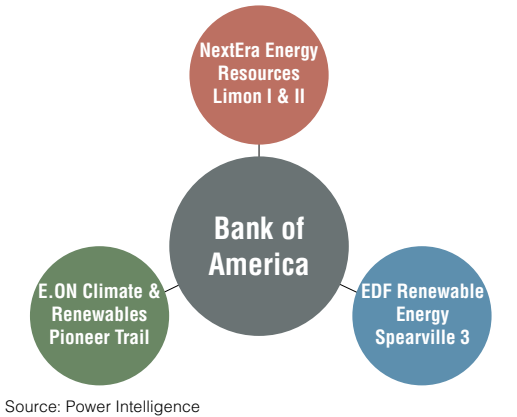 NextEra Energy
Resources
Limon I & II
Bank of
America
E.ON Climate &
Renewables
Pioneer Trail
EDF Renewable
Energy
Spearville 3
Source: Power Intelligence